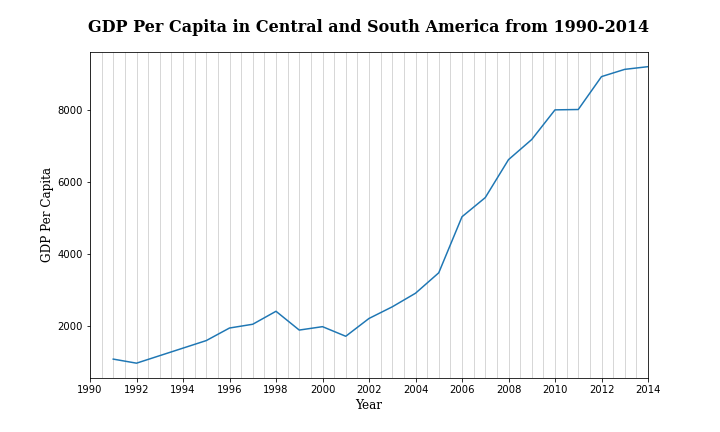 GDP Per Capita in Central and South America from 1990-2014
8000
6000
4000
2000
GDP Per Capita
1990 1992 1994 1996 1998 2000 2002 2004 2006 2008 2010 2012 2014
Year